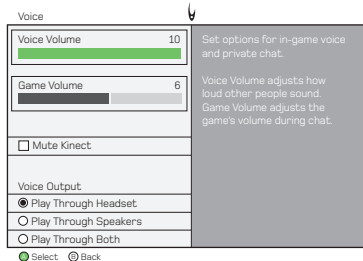 Voice
Voice Volume 10
Game Volume 6
Mute Kinect
Voice Output
Play Through Headset
Play Through Speakers
Play Through Both
Set options for in-game voice
and private chat.
Voice Volume adjusts how
loud other people sound.
Game Volume adjusts the
game's volume during chat.
A Select B Back